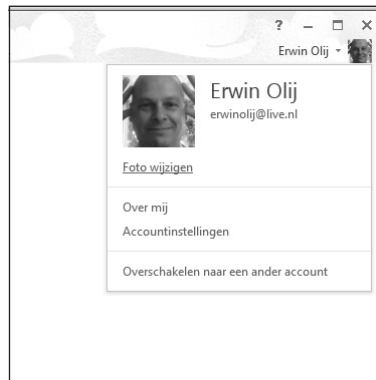 ?
Erwin Olij
Erwin Olij
erwinolij@live.nl
Foto wijzigen
Over mij
Accountinstellingen
Overschakelen naar een ander account